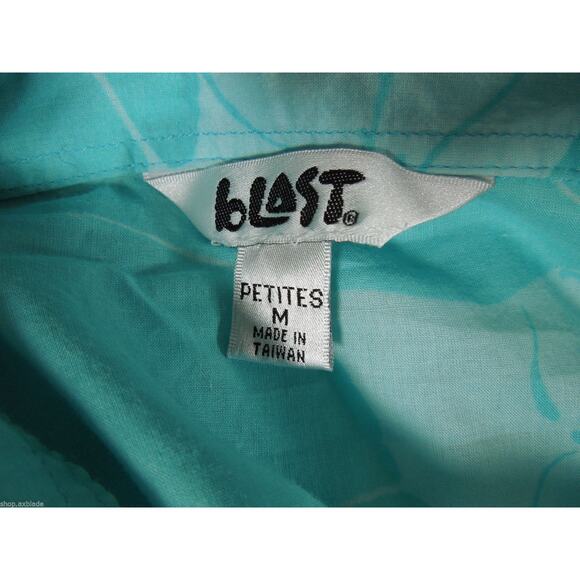 bLAST®
PETITES
M
MADE IN
TAIWAN
shop.axblade